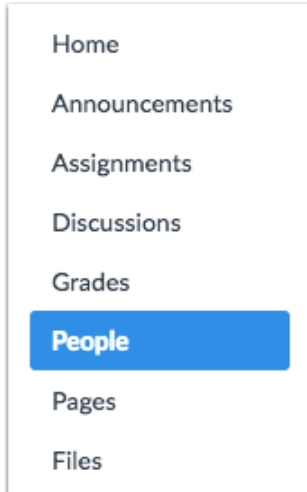 Home
Announcements
Assignments
Discussions
Grades
People
Pages
Files